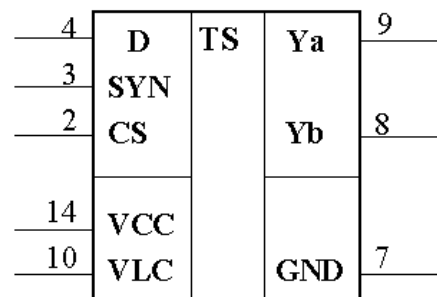 4 D TS Ya 9
3 SYN
2 CS Yb 8
14 VCC
10 VLC GND 7